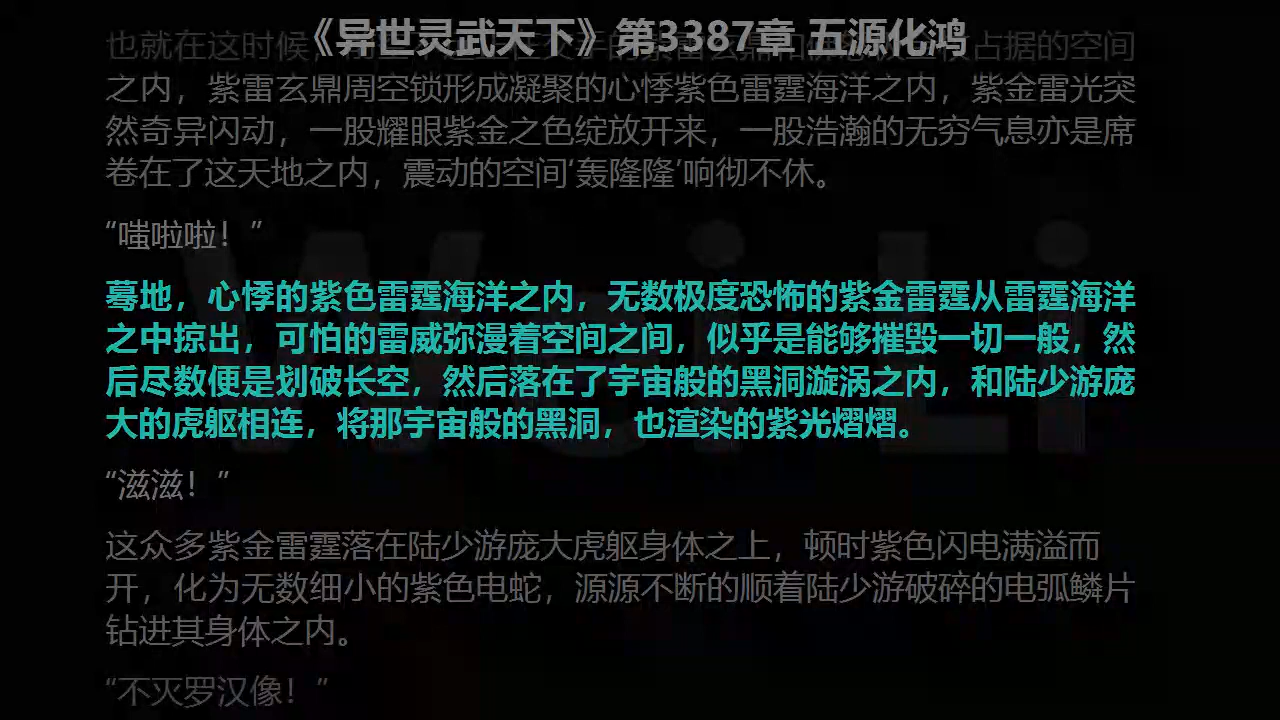 《异世灵武天下》第3387章 五源化鸿
也就在这时候，占据的空间
之内，紫雷玄鼎周空锁形成凝聚的心悸紫色雷霆海洋之内，紫金雷光突
然奇异闪动，一股耀眼紫金之色绽放开来，一股浩瀚的无穷气息亦是席
卷在了这天地之内，震动的空间‘轰隆隆’响彻不休。
“嗤啦啦！”
蓦地，心悸的紫色雷霆海洋之内，无数极度恐怖的紫金雷霆从雷霆海洋
之中掠出，可怕的雷威弥漫着空间之间，似乎是能够摧毁一切一般，然
后尽数便是划破长空，然后落在了宇宙般的黑洞漩涡之内，和陆少游庞
大的虎躯相连，将那宇宙般的黑洞，也渲染的紫光熠熠。
“滋滋！”
这众多紫金雷霆落在陆少游庞大虎躯身体之上，顿时紫色闪电满溢而
开，化为无数细小的紫色电蛇，源源不断的顺着陆少游破碎的电弧鳞片
钻进其身体之内。
“不灭罗汉像！”
Wei Li